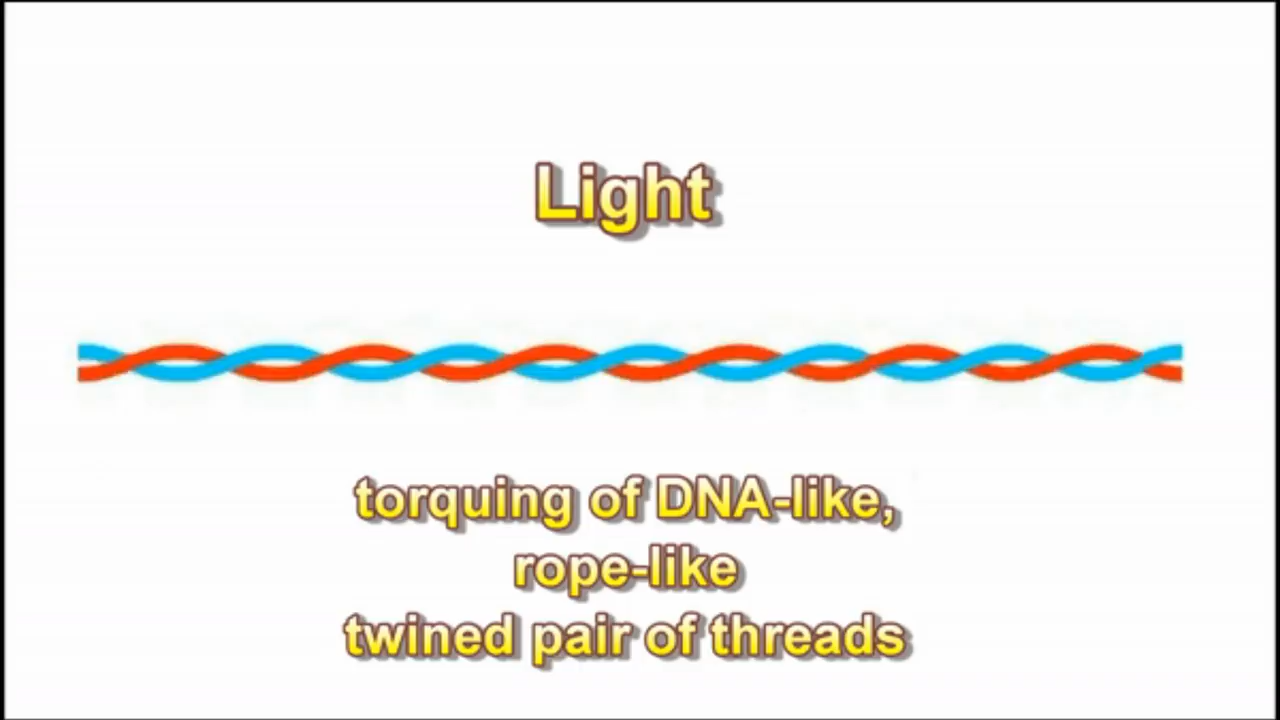 Light
torquing of DNA-like,
rope-like
twined pair of threads